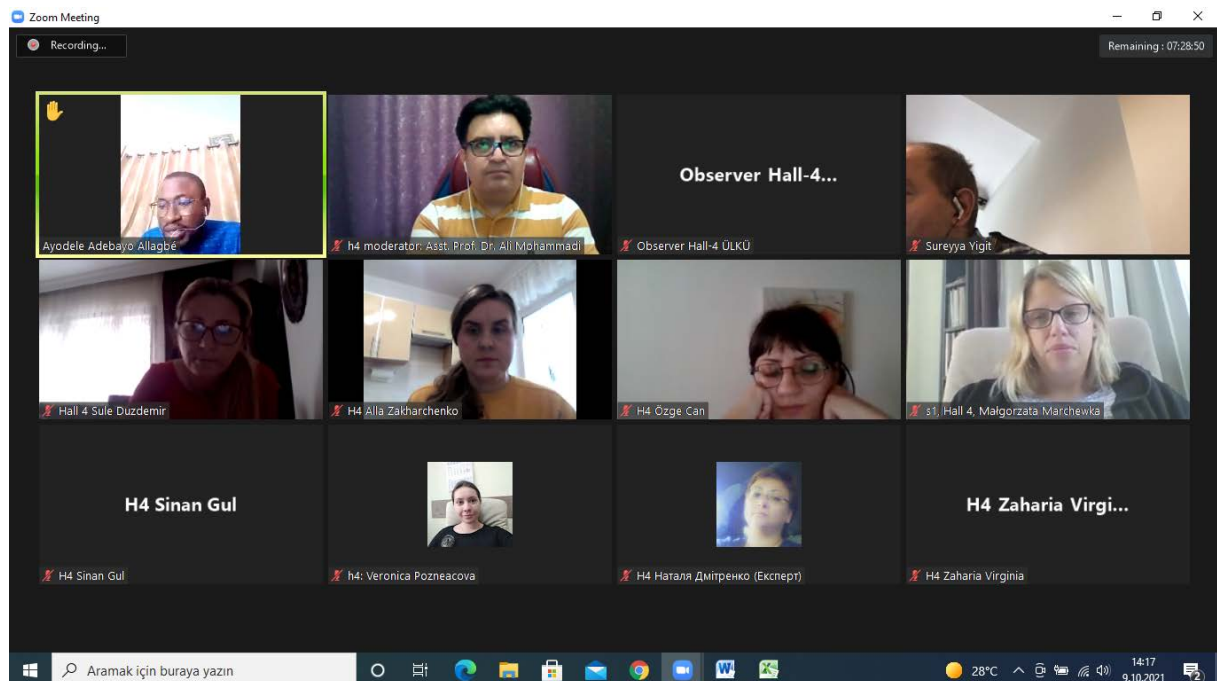 Zoom Meeting
Recording...
Remaining : 07:28:50
Ayodele Adebayo Allagbé
h4 moderator: Asst. Prof. Dr. Ali Mohammadi
Observer Hall-4...
Observer Hall-4 ÜLKÜ
Sureyya Yigit
Hall 4 Sule Duzdemir
H4 Alla Zakharchenko
H4 Özge Can
s1, Hall 4, Małgorzata Marchewka
H4 Sinan Gul
H4 Sinan Gul
h4: Veronica Pozneacova
H4 Наталя Дмітренко (Експерт)
H4 Zaharia Virgi...
H4 Zaharia Virginia
Aramak için buraya yazın
28°C
14:17
9.10.2021
2